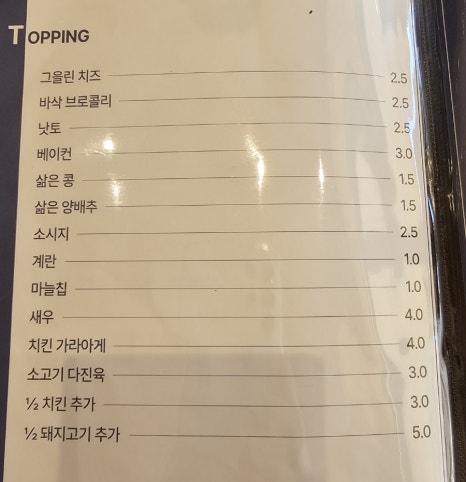 TOPPING
그을린 치즈 2.5
바삭 브로콜리 2.5
낫토 2.5
베이컨 3.0
삶은 콩 1.5
삶은 양배추 1.5
소시지 2.5
계란 1.0
마늘칩 1.0
새우 4.0
치킨 가라아게 4.0
소고기 다진육 3.0
½ 치킨 추가 3.0
½ 돼지고기 추가 5.0